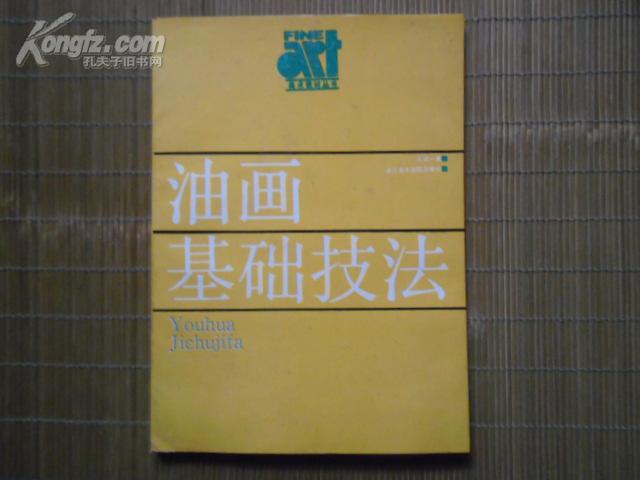 Kongfz.com
孔夫子旧书网
FINE
art
油画
基础技法
Youhua
Jichujifa